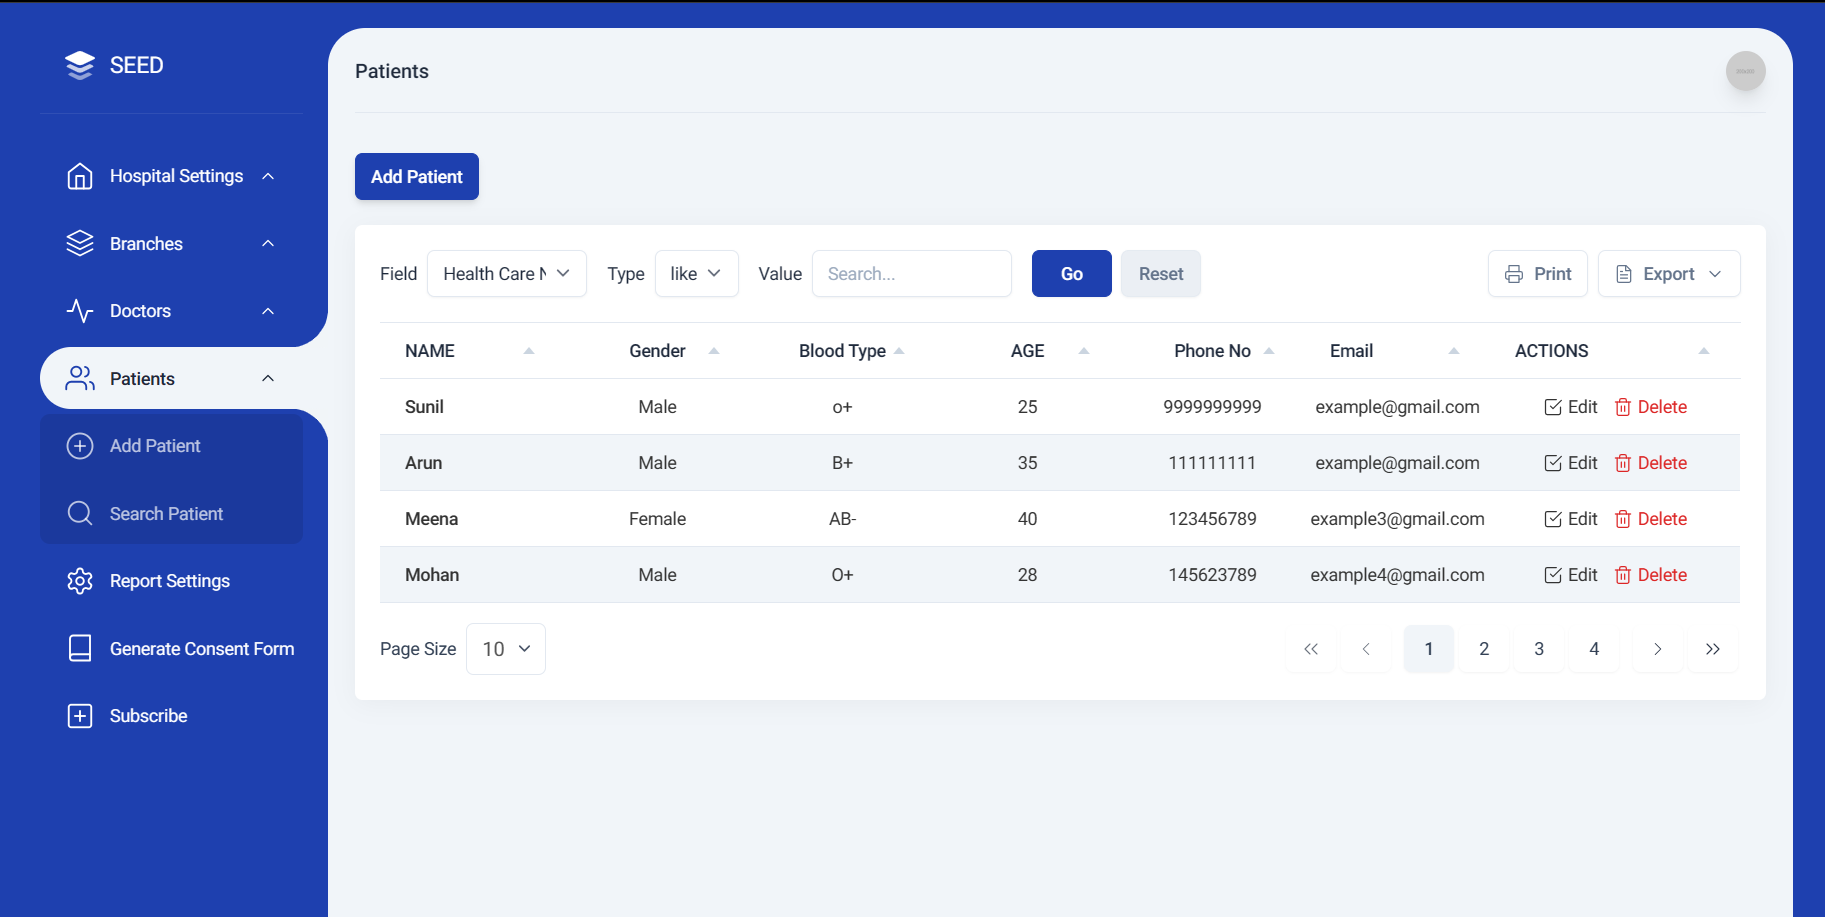 SEED
Patients
Hospital Settings
Branches
Doctors
Patients
Add Patient
Search Patient
Report Settings
Generate Consent Form
Subscribe
Add Patient
Field Health Care N Type like Value Search... Go Reset Print Export
NAME Gender Blood Type AGE Phone No Email ACTIONS
Sunil Male o+ 25 9999999999 example@gmail.com Edit Delete
Arun Male B+ 35 111111111 example@gmail.com Edit Delete
Meena Female AB- 40 123456789 example3@gmail.com Edit Delete
Mohan Male O+ 28 145623789 example4@gmail.com Edit Delete
Page Size 10 1 2 3 4